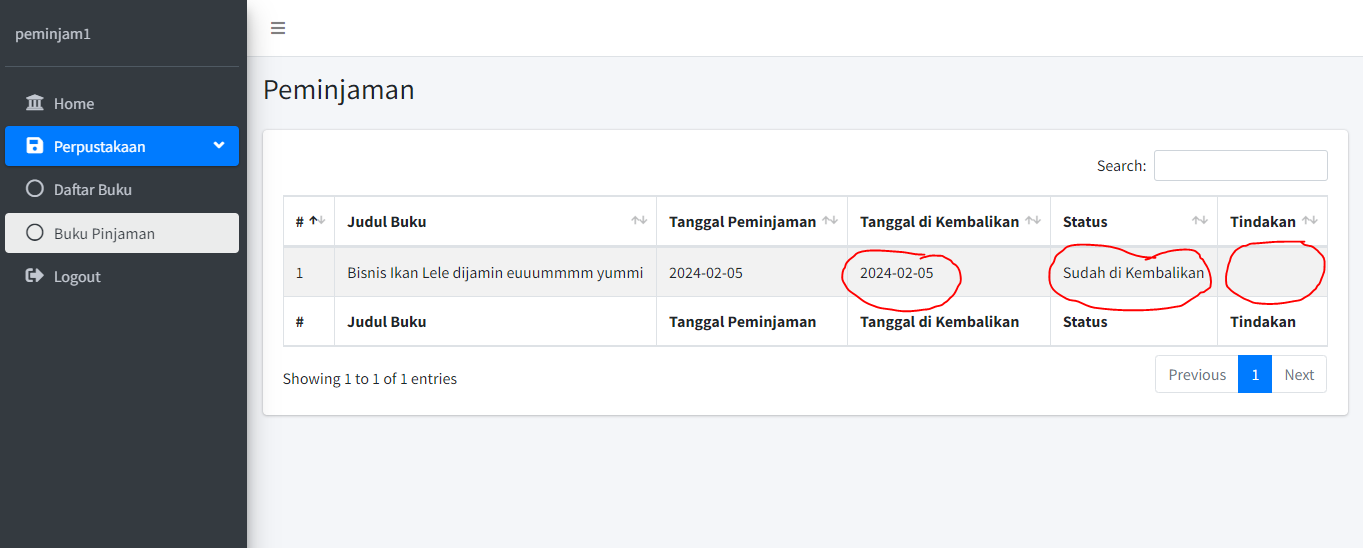 peminjam1
Home
Perpustakaan
Daftar Buku
Buku Pinjaman
Logout
Peminjaman
Search:
# Judul Buku Tanggal Peminjaman Tanggal di Kembalikan Status Tindakan
1 Bisnis Ikan Lele dijamin euuummmm yummi 2024-02-05 2024-02-05 Sudah di Kembalikan
# Judul Buku Tanggal Peminjaman Tanggal di Kembalikan Status Tindakan
Showing 1 to 1 of 1 entries
Previous 1 Next